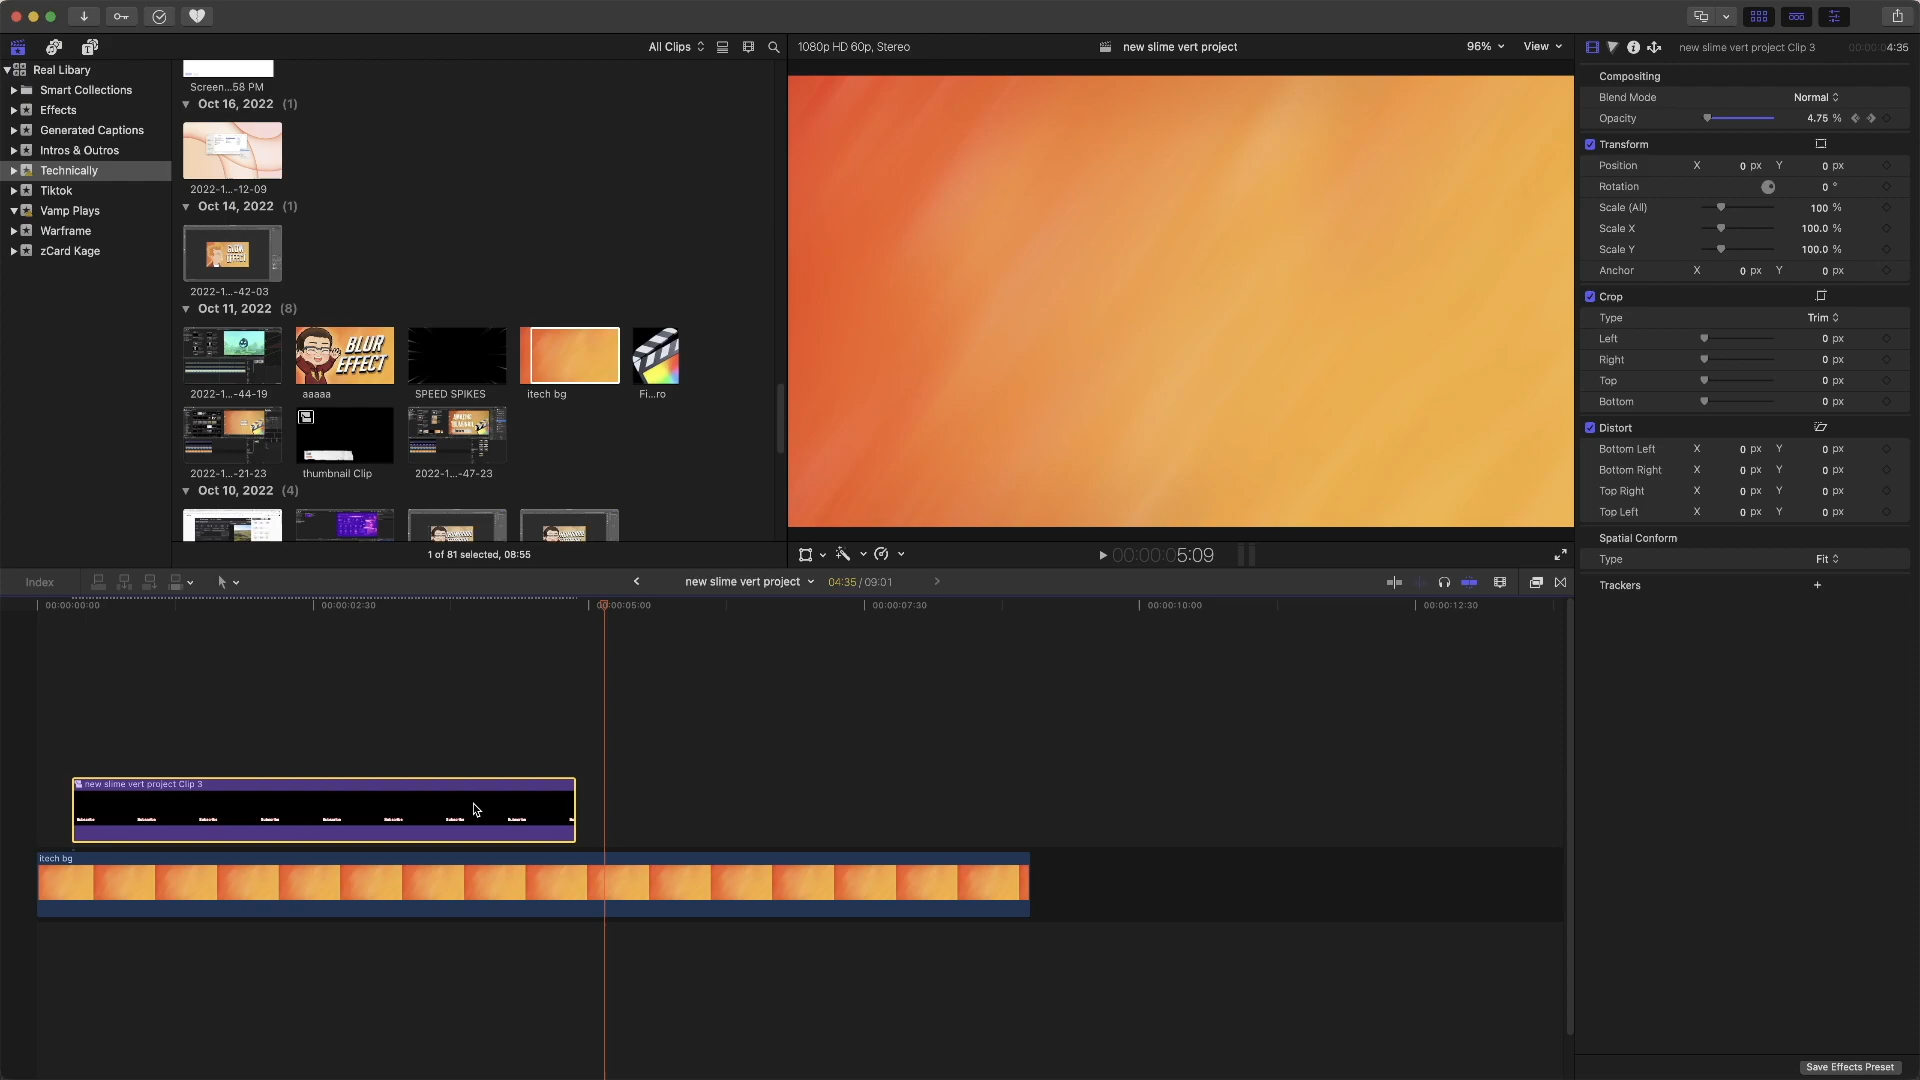 All Clips
1080p HD 60p, Stereo
new slime vert project
96%
View
new slime vert project Clip 3
00:00:04:35
Real Libary
Smart Collections
Effects
Generated Captions
Intros & Outros
Technically
Tiktok
Vamp Plays
Warframe
zCard Kage
Screen...58 PM
Oct 16, 2022 (1)
2022-1...-12-09
Oct 14, 2022 (1)
GLOW
EFFECT
2022-1...-42-03
Oct 11, 2022 (8)
BLUR
EFFECT
2022-1...-44-19
aaaaa
SPEED SPIKES
itech bg
Fi...ro
2022-1...-21-23
thumbnail Clip
2022-1...-47-23
Oct 10, 2022 (4)
1 of 81 selected, 08:55
00:00:05:09
Compositing
Blend Mode
Normal
Opacity
4.75 %
Transform
Position X 0 px Y 0 px
Rotation 0 °
Scale (All) 100 %
Scale X 100.0 %
Scale Y 100.0 %
Anchor X 0 px Y 0 px
Crop
Type Trim
Left 0 px
Right 0 px
Top 0 px
Bottom 0 px
Distort
Bottom Left X 0 px Y 0 px
Bottom Right X 0 px Y 0 px
Top Right X 0 px Y 0 px
Top Left X 0 px Y 0 px
Spatial Conform
Type Fit
Trackers +
Index
new slime vert project
04:35 / 09:01
00:00:00:00
00:00:02:30
00:00:05:00
00:00:07:30
00:00:10:00
00:00:12:30
new slime vert project Clip 3
Subscribe Subscribe Subscribe Subscribe Subscribe Subscribe Subscribe Subscribe
itech bg
Save Effects Preset